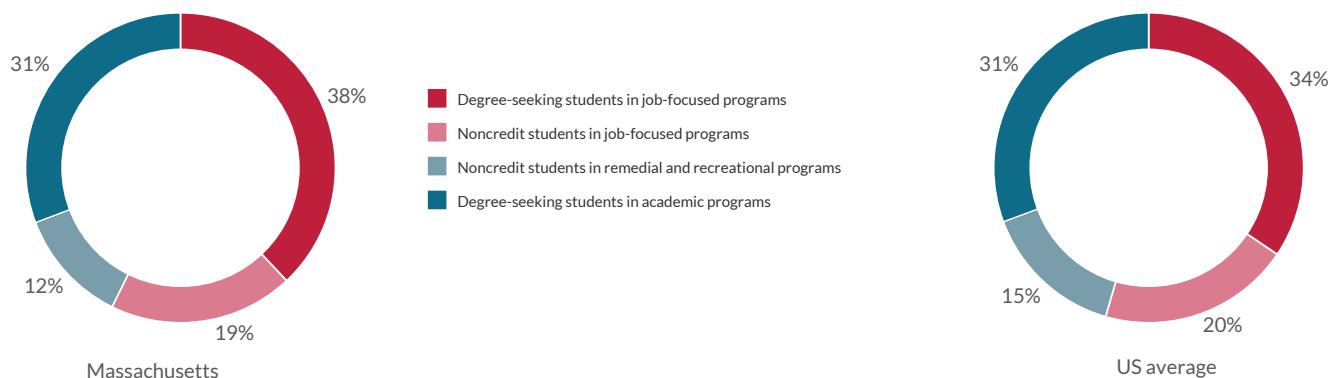 31%
38%
12%
19%
Massachusetts
Degree-seeking students in job-focused programs
Noncredit students in job-focused programs
Noncredit students in remedial and recreational programs
Degree-seeking students in academic programs
31%
34%
15%
20%
US average